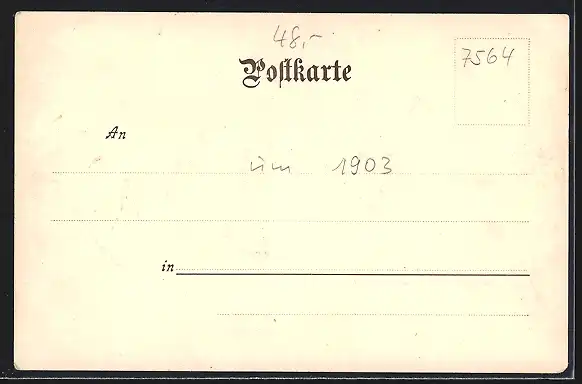 48,-
7564
Postkarte
An
um 1903
in